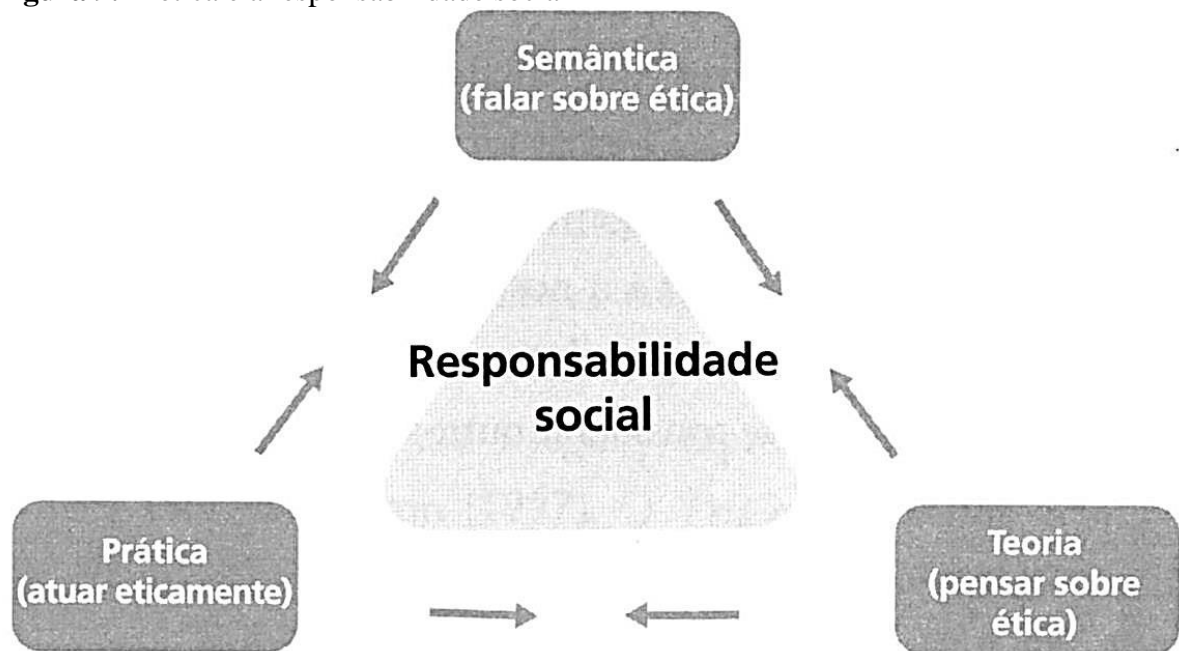 Semântica
(falar sobre ética)
Responsabilidade
social
Prática
(atuar eticamente)
Teoria
(pensar sobre
ética)